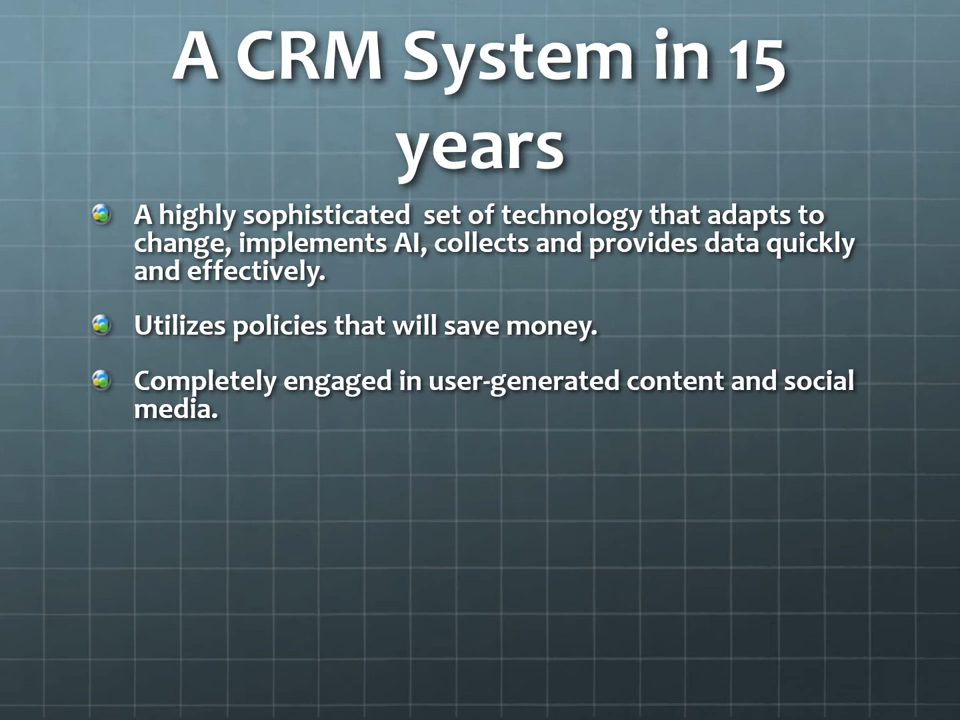 A CRM System in 15
years
A highly sophisticated  set of technology that adapts to
change, implements AI, collects and provides data quickly
and effectively.
Utilizes policies that will save money.
Completely engaged in user-generated content and social
media.